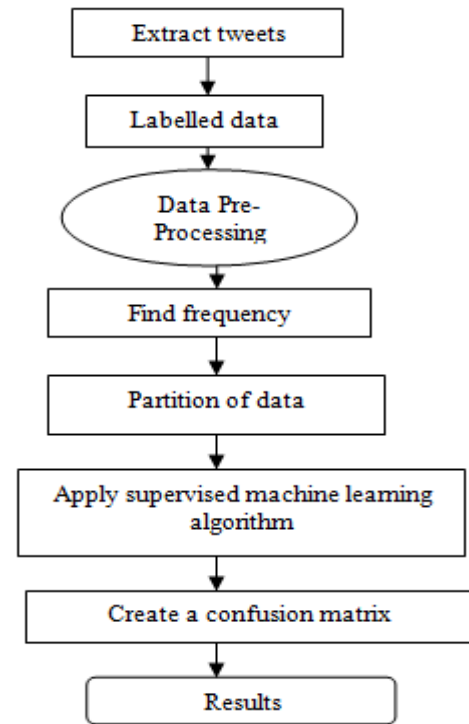 Extract tweets
Labelled data
Data Pre-
Processing
Find frequency
Partition of data
Apply supervised machine learning
algorithm
Create a confusion matrix
Results